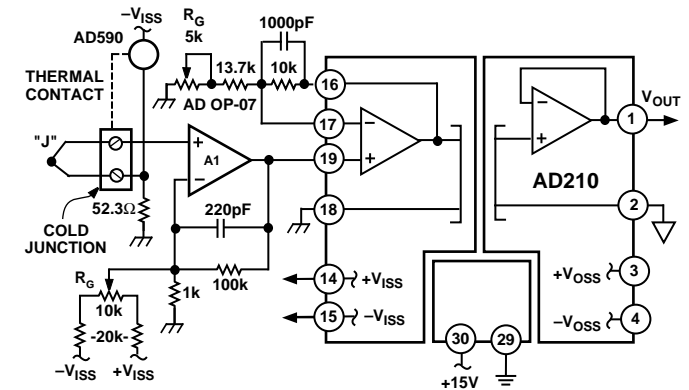 −VISS
AD590
THERMAL
CONTACT
"J"
COLD
JUNCTION
52.3Ω
RG
5k
13.7k
1000pF
10k
AD OP-07
A1
+
−
220pF
100k
1k
RG
10k
-20k-
−VISS
+VISS
16
17
19
18
14
+VISS
15
−VISS
−
+
30
29
+15V
−
+
AD210
1
VOUT
2
3
+VOSS
4
−VOSS